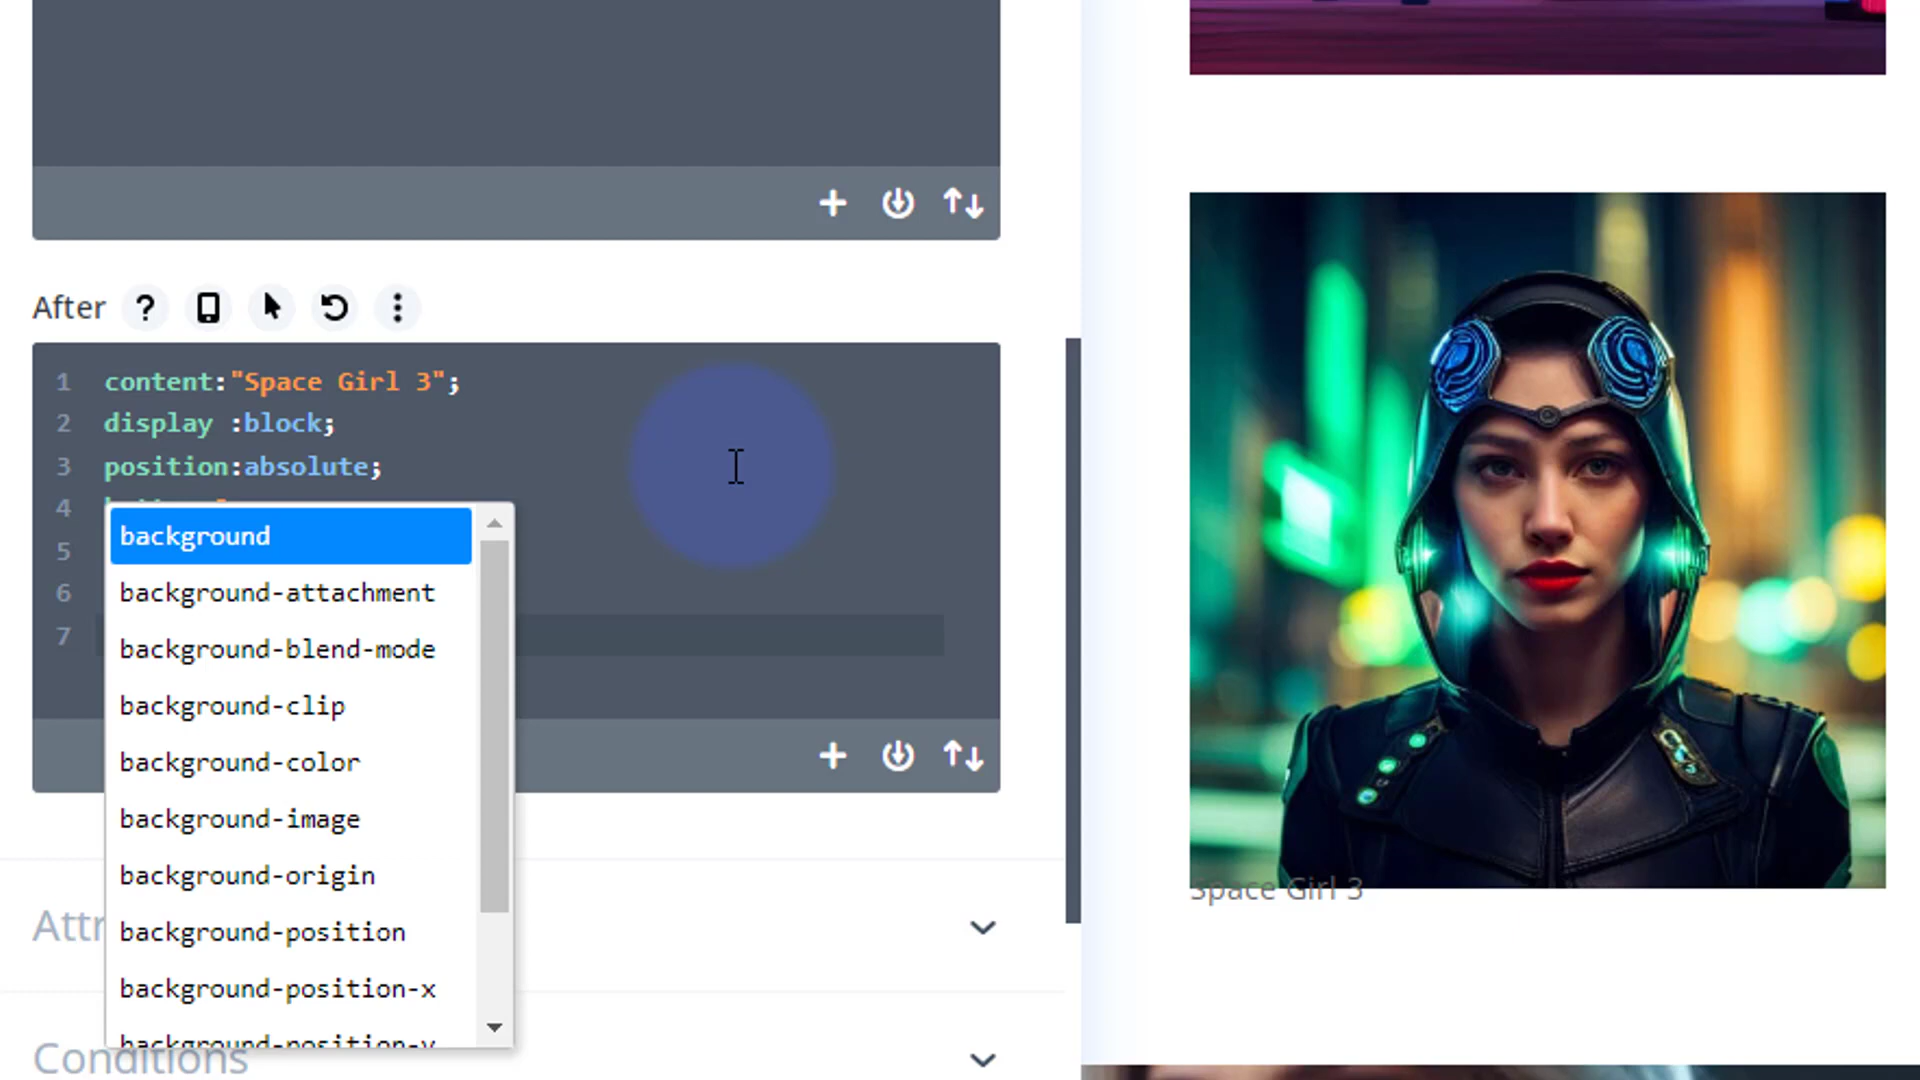 After ?
1 content:"Space Girl 3";
2 display :block;
3 position:absolute;
4
5
6
7
background
background-attachment
background-blend-mode
background-clip
background-color
background-image
background-origin
background-position
background-position-x
background-position-y
Attr
Conditions
Space Girl 3